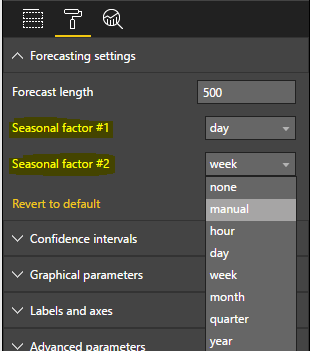 Forecasting settings
Forecast length 500
Seasonal factor #1 day
Seasonal factor #2 week
none
manual
hour
day
week
month
quarter
year
Revert to default
Confidence intervals
Graphical parameters
Labels and axes
Advanced parameters